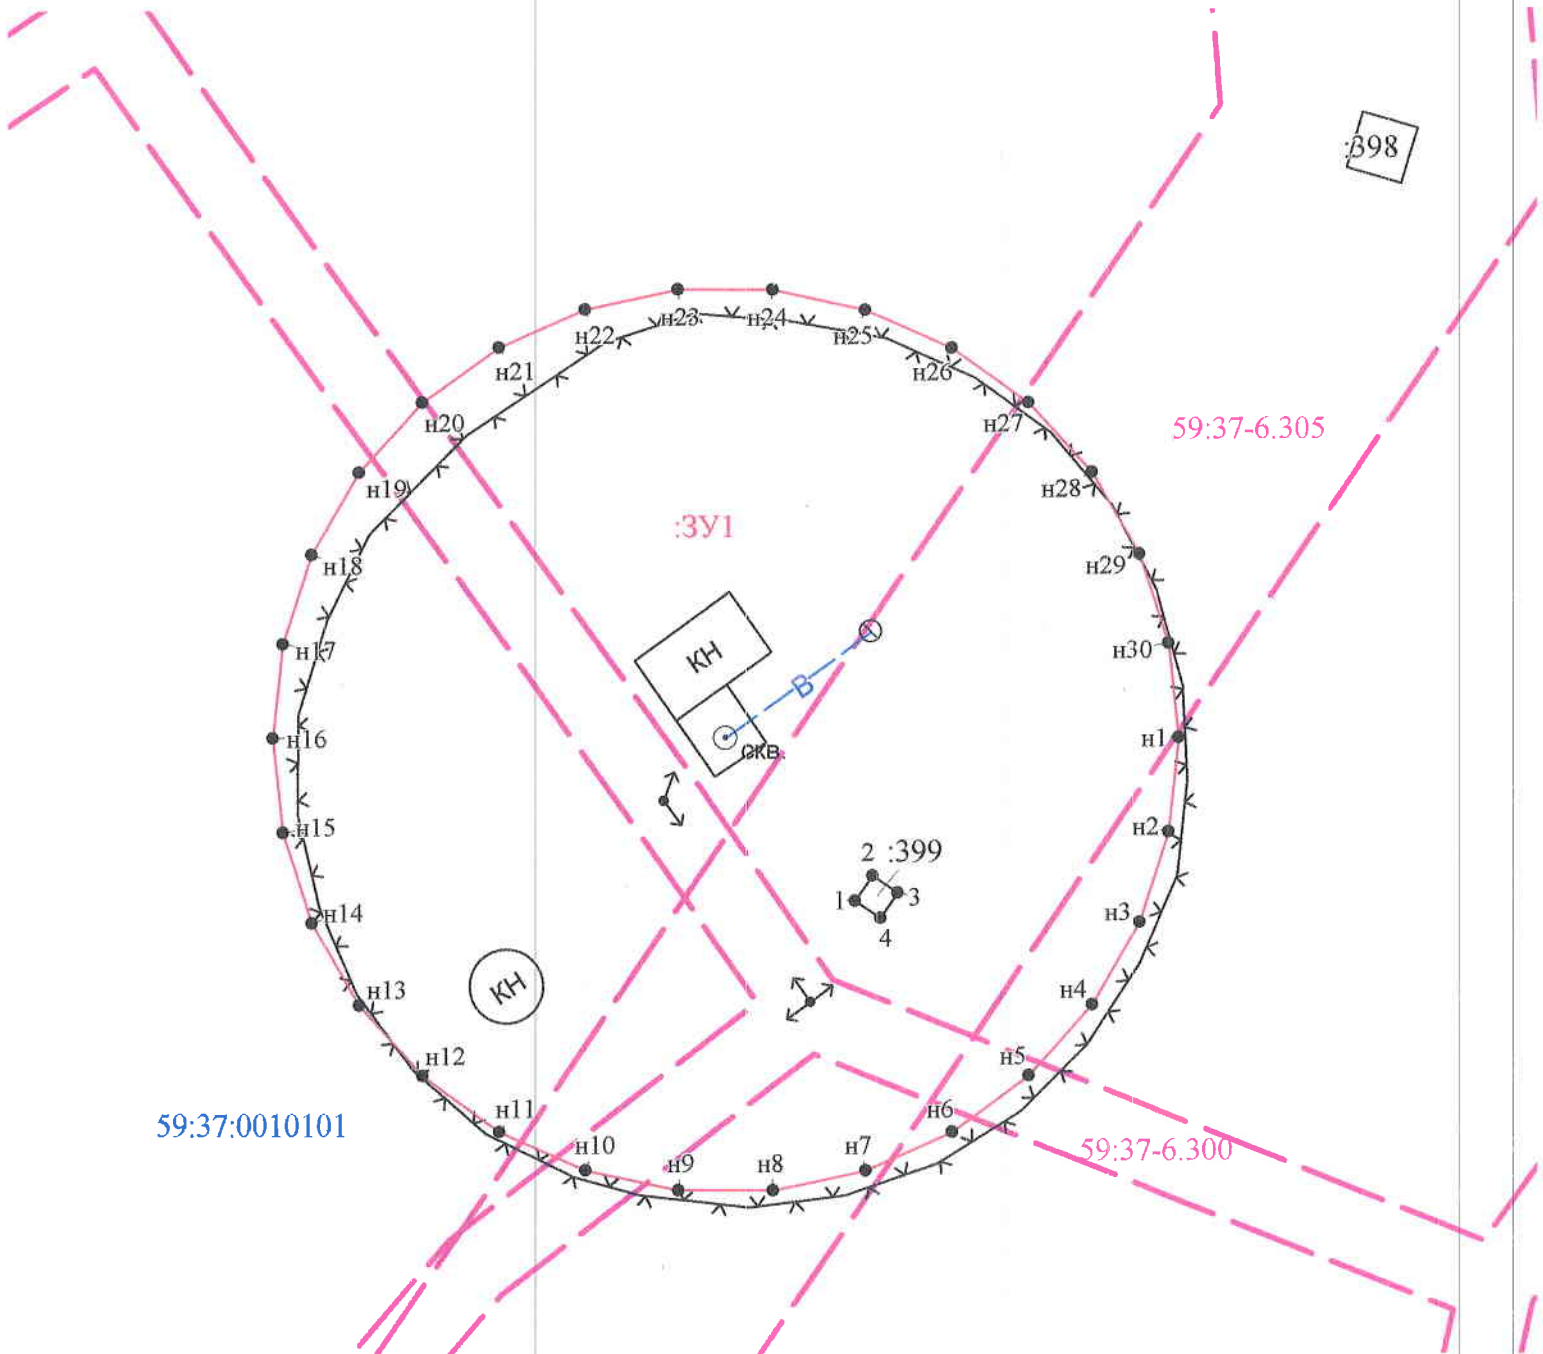 :398
н23
н24
н22
н25
н21
н26
н20
н27
59:37-6.305
н19
н28
:ЗУ1
н18
н29
н17
КН
н30
В
н16
СКВ.
н1
н15
н2
2 :399
1
3
4
н14
н3
н13
КН
н4
н12
н5
59:37:0010101
н11
н6
н10
н7
59:37-6.300
н9
н8